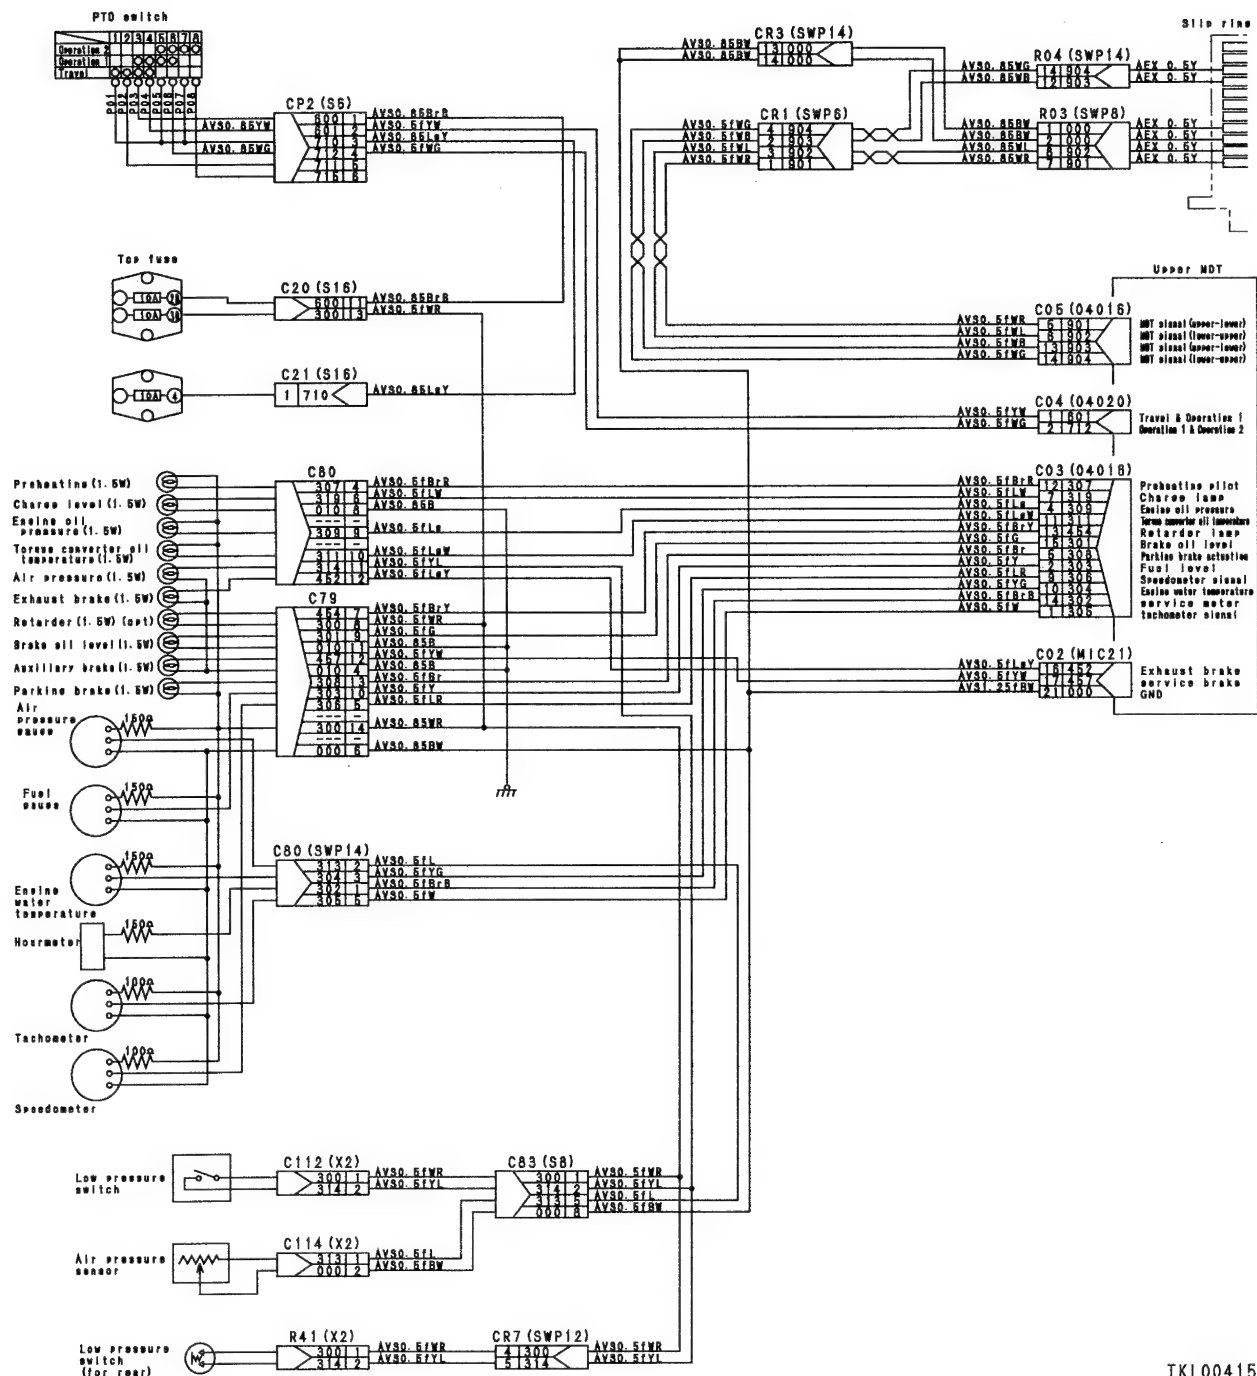 PTO switch
1 2 3 4 5 6 7 8
Operation 2
Operation 1
Travel
P01 P02 P03 P04 P05 P06 P07 P08
AVS0.85YW
AVS0.85WG
CP2 (S6)
600 1
601 2
710 3
712 4
AVS0.85BrB
AVS0.5fYW
AVS0.85LgY
AVS0.5fWG
CR3 (SWP14)
AVS0.85BW 13 000
AVS0.85BW 14 000
Slip ring
R04 (SWP14)
AVS0.85WG 14 904 AEX 0.5Y
AVS0.85WB 12 903 AEX 0.5Y
CR1 (SWP6)
AVS0.5fWG 4 904
AVS0.5fWB 2 903
AVS0.5fWL 3 902
AVS0.5fWR 1 901
R03 (SWP8)
AVS0.85BW 1 000 AEX 0.5Y
AVS0.85BW 2 000 AEX 0.5Y
AVS0.85WL 902 AEX 0.5Y
AVS0.85WR 7 901 AEX 0.5Y
Top fuse
10A
10A
C20 (S16)
600 11 AVS0.85BrB
300 13 AVS0.5fWR
10A 4
C21 (S16)
1 710 AVS0.85LgY
Upper MDT
C05 (04016)
AVS0.5fWR 5 901 MDT signal (upper-lower)
AVS0.5fWL 6 902 MDT signal (lower-upper)
AVS0.5fWB 13 903 MDT signal (upper-lower)
AVS0.5fWG 14 904 MDT signal (lower-upper)
C04 (04020)
AVS0.5fYW 1 601 Travel & Operation 1
AVS0.5fWG 2 712 Operation 1 & Operation 2
Preheating (1.5W)
Charge level (1.5W)
Engine oil
pressure (1.5W)
Torque converter oil
temperature (1.5W)
Air pressure (1.5W)
Exhaust brake (1.5W)
Retarder (1.5W) (opt)
Brake oil level (1.5W)
Auxiliary brake (1.5W)
Parking brake (1.5W)
C80
307 4 AVS0.5fBrR
319 6 AVS0.5fLW
010 8 AVS0.85B
--- -
309 9 AVS0.5fLg
--- -
311 10 AVS0.5fLgW
314 11 AVS0.5fYL
452 12 AVS0.5fLgY
C79
454 7 AVS0.5fBrY
300 8 AVS0.5fWR
301 9 AVS0.5fG
010 11 AVS0.85B
457 12 AVS0.5fYW
010 4 AVS0.85B
308 13 AVS0.5fBr
303 10 AVS0.5fY
306 5 AVS0.5fLR
--- -
300 14 AVS0.85WR
--- -
000 6 AVS0.85BW
C03 (04018)
AVS0.5fBrR 12 307 Preheating pilot
AVS0.5fLW 7 319 Charge lamp
AVS0.5fLg 4 309 Engine oil pressure
AVS0.5fLgW 11 311 Torque converter oil temperature
AVS0.5fBrY 13 454 Retarder lamp
AVS0.5fG 15 301 Brake oil level
AVS0.5fBr 5 308 Parking brake actuation
AVS0.5fY 2 303 Fuel level
AVS0.5fLR 9 306 Speedometer signal
AVS0.5fYG 10 304 Engine water temperature
AVS0.5fBrB 14 302 service meter
AVS0.5fW 1 305 tachometer signal
C02 (MIC21)
AVS0.5fLgY 16 452 Exhaust brake
AVS0.5fYW 17 457 service brake
AVS1.25fBW 21 000 GND
Air
pressure
gauge
150Ω
Fuel
gauge
150Ω
Engine
water
temperature
150Ω
Hourmeter
150Ω
Tachometer
100Ω
Speedometer
100Ω
C80 (SWP14)
313 2 AVS0.5fL
304 3 AVS0.5fYG
302 1 AVS0.5fBrB
305 5 AVS0.5fW
Low pressure
switch
C112 (X2)
300 1 AVS0.5fWR
314 2 AVS0.5fYL
C83 (S8)
300 1 AVS0.5fWR
314 2 AVS0.5fYL
313 5 AVS0.5fL
000 6 AVS0.5fBW
Air pressure
sensor
C114 (X2)
313 1 AVS0.5fL
000 2 AVS0.5fBW
Low pressure
switch
(for rear)
R41 (X2)
300 1 AVS0.5fWR
314 2 AVS0.5fYL
CR7 (SWP12)
4 300 AVS0.5fWR
5 314 AVS0.5fYL
TKL00415